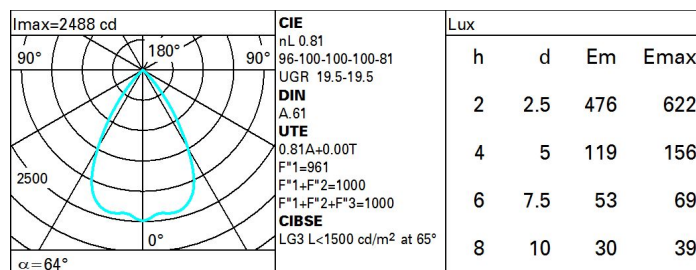 Imax=2488 cd
90°
180°
90°
2500
0°
α=64°
CIE
nL 0.81
96-100-100-100-81
UGR 19.5-19.5
DIN
A.61
UTE
0.81A+0.00T
F"1=961
F"1+F"2=1000
F"1+F"2+F"3=1000
CIBSE
LG3 L<1500 cd/m² at 65°
Lux
h d Em Emax
2 2.5 476 622
4 5 119 156
6 7.5 53 69
8 10 30 39